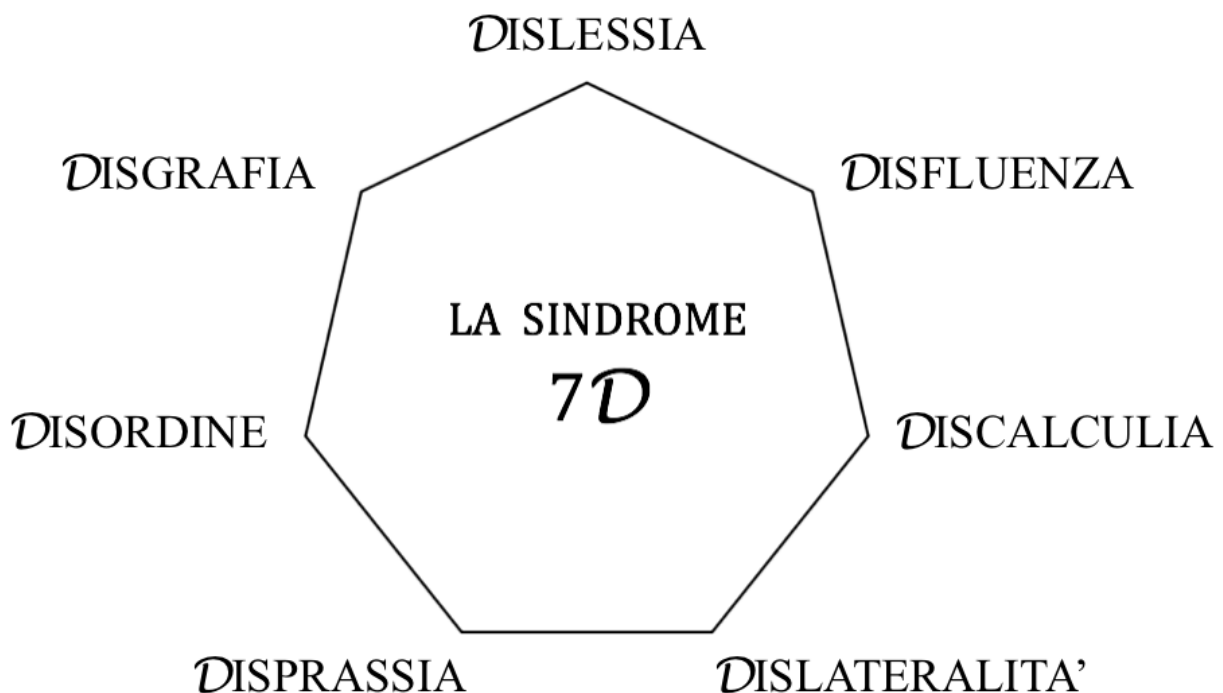 DISLESSIA
DISGRAFIA
DISFLUENZA
LA SINDROME
7D
DISORDINE
DISCALCULIA
DISPRASSIA
DISLATERALITA’